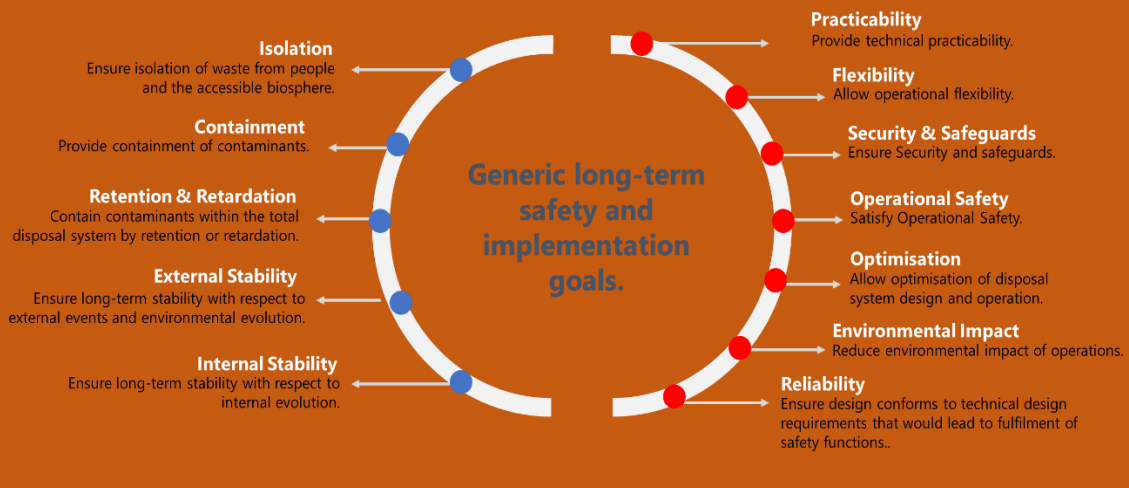 Isolation
Ensure isolation of waste from people
and the accessible biosphere.
Containment
Provide containment of contaminants.
Retention & Retardation
Contain contaminants within the total
disposal system by retention or retardation.
External Stability
Ensure long-term stability with respect to
external events and environmental evolution.
Internal Stability
Ensure long-term stability with respect to
internal evolution.
Generic long-term
safety and
implementation
goals.
Practicability
Provide technical practicability.
Flexibility
Allow operational flexibility.
Security & Safeguards
Ensure Security and safeguards.
Operational Safety
Satisfy Operational Safety.
Optimisation
Allow optimisation of disposal
system design and operation.
Environmental Impact
Reduce environmental impact of operations.
Reliability
Ensure design conforms to technical design
requirements that would lead to fulfilment of
safety functions..